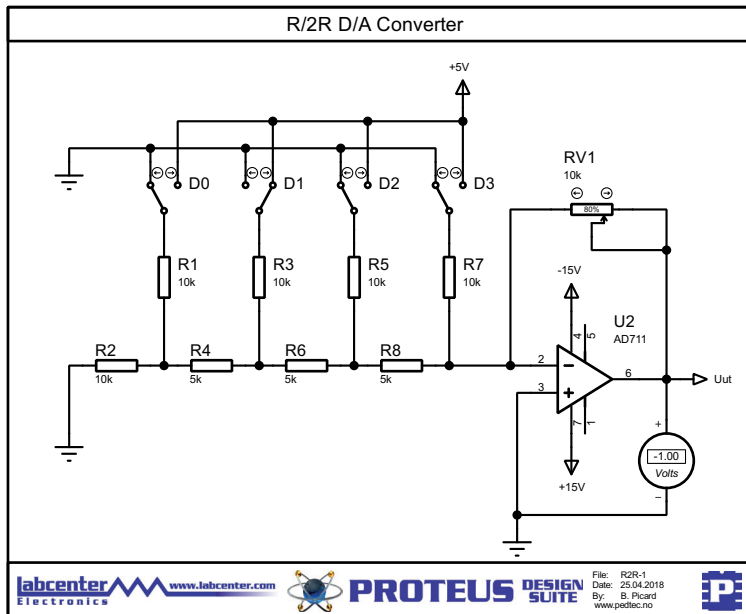 R/2R D/A Converter
+5V
D0
D1
D2
D3
RV1
10k
80%
R1
10k
R3
10k
R5
10k
R7
10k
-15V
U2
AD711
4
5
R2
10k
R4
5k
R6
5k
R8
5k
2
3
6
7
1
Uut
+15V
-1.00
Volts
labcenter www.labcenter.com
Electronics
PROTEUS DESIGN SUITE
File: R2R-1
Date: 25.04.2018
By: B. Picard
www.pedtec.no